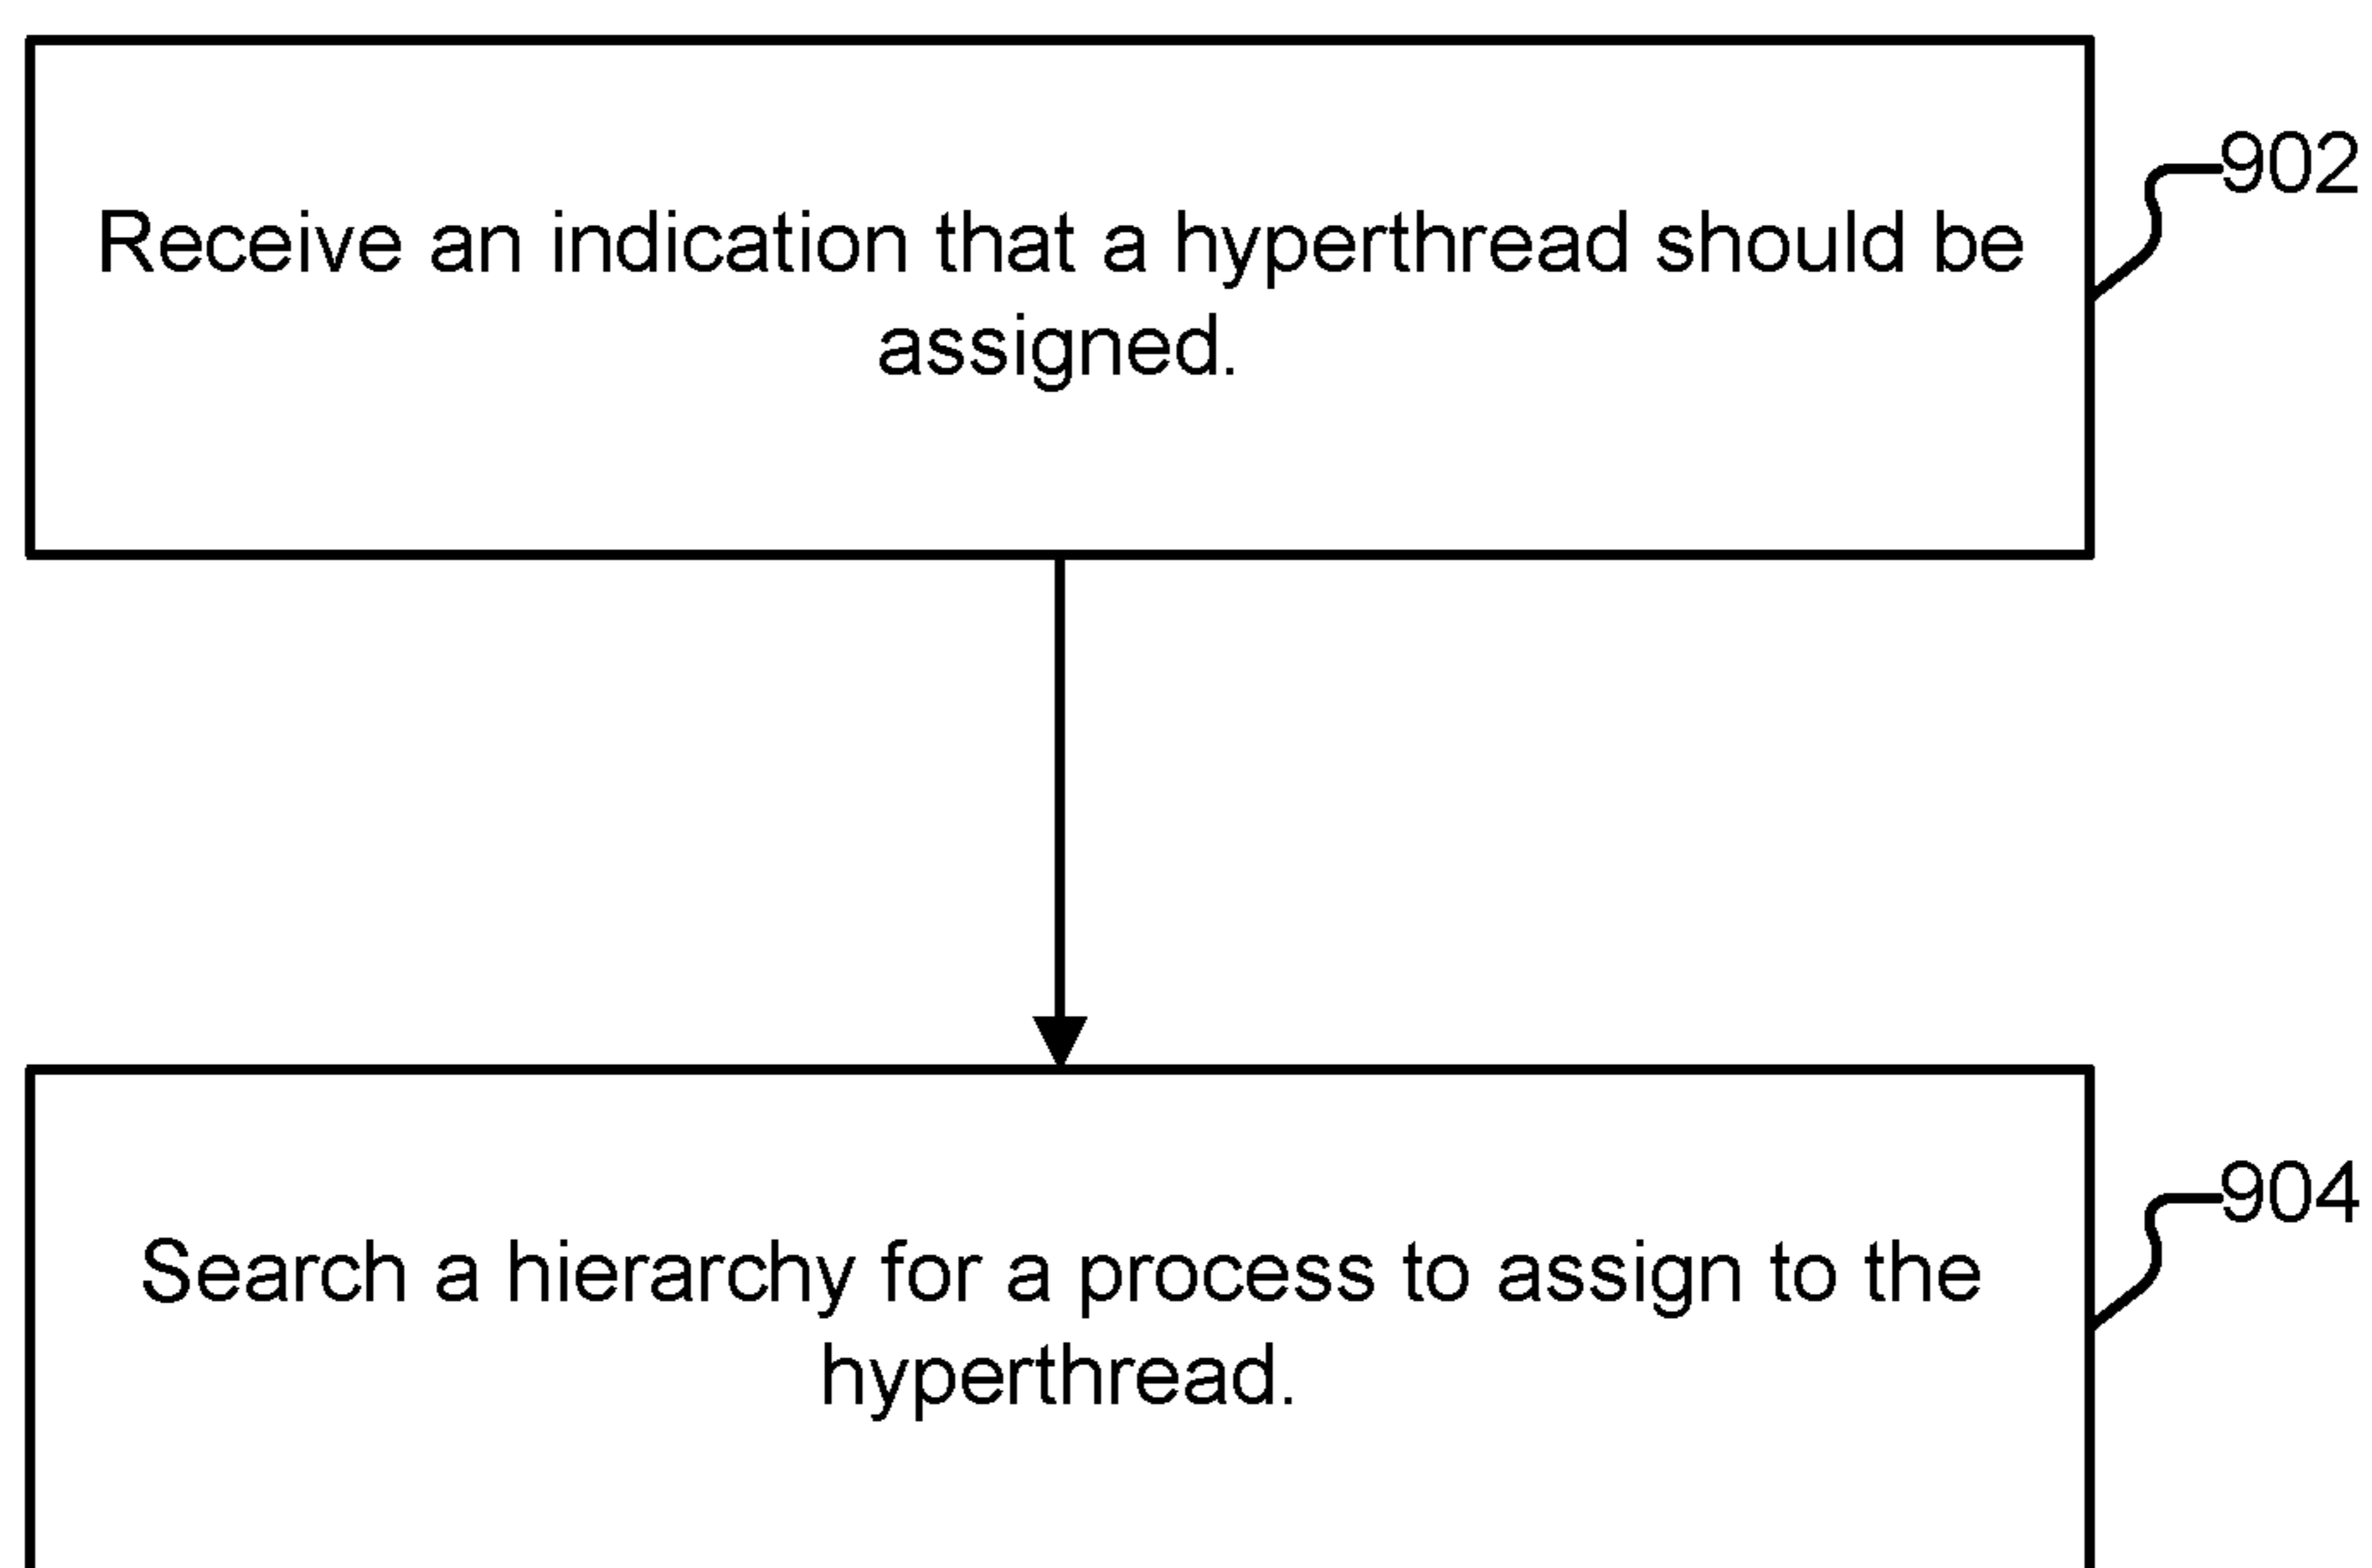 902
Receive an indication that a hyperthread should be
assigned.
904
Search a hierarchy for a process to assign to the
hyperthread.